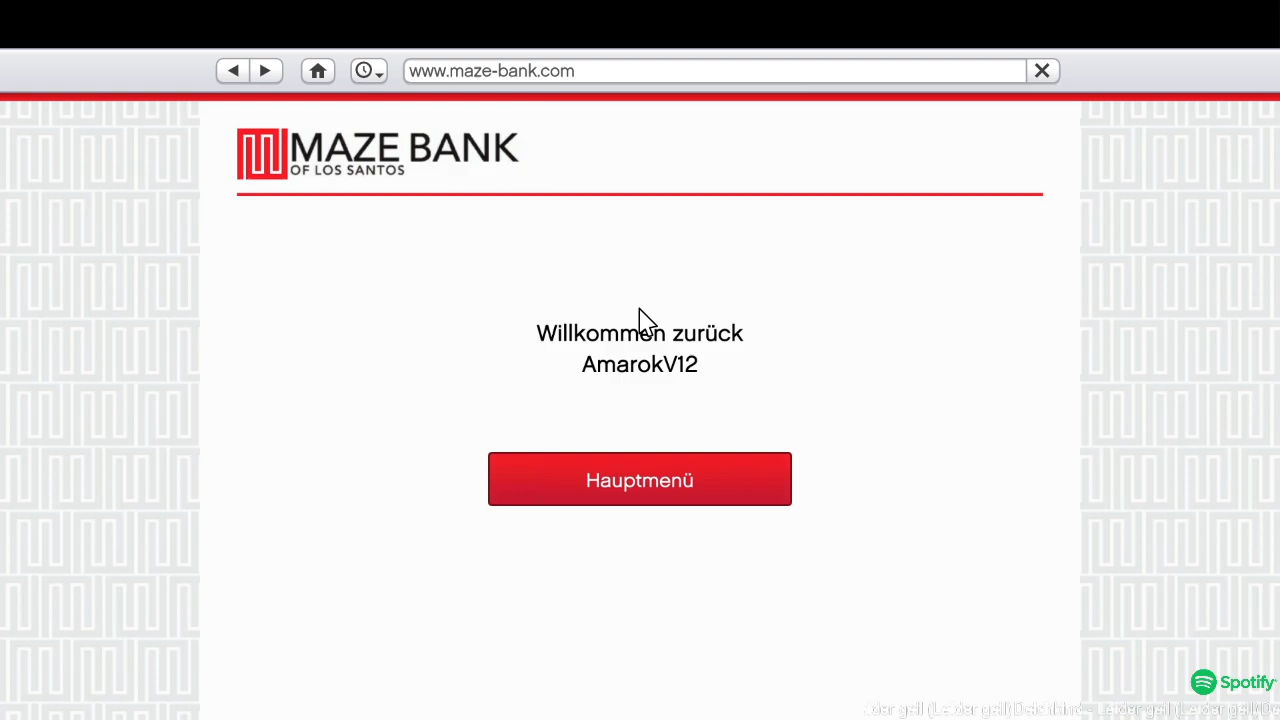 www.maze-bank.com
MAZE BANK
OF LOS SANTOS
Willkommen zurück
AmarokV12
Hauptmenü
Spotify